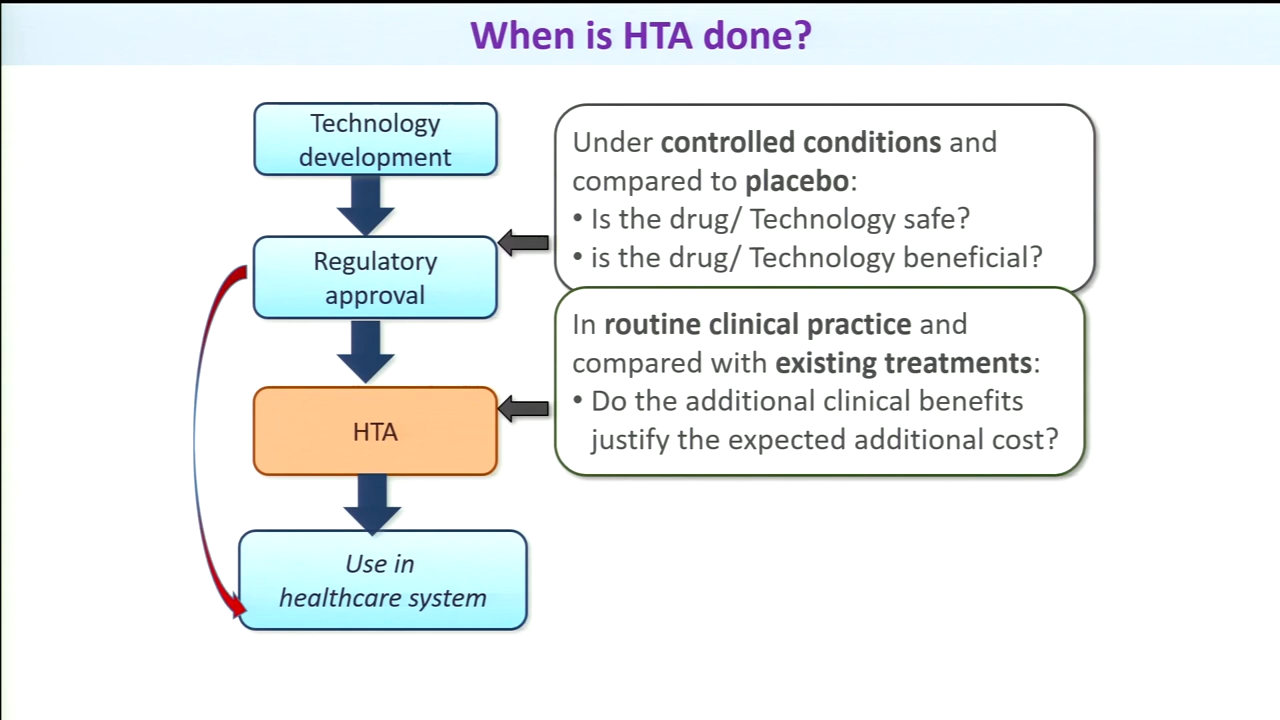 When is HTA done?
Technology
development
Under controlled conditions and
compared to placebo:
• Is the drug/ Technology safe?
• is the drug/ Technology beneficial?
Regulatory
approval
In routine clinical practice and
compared with existing treatments:
• Do the additional clinical benefits
justify the expected additional cost?
HTA
Use in
healthcare system